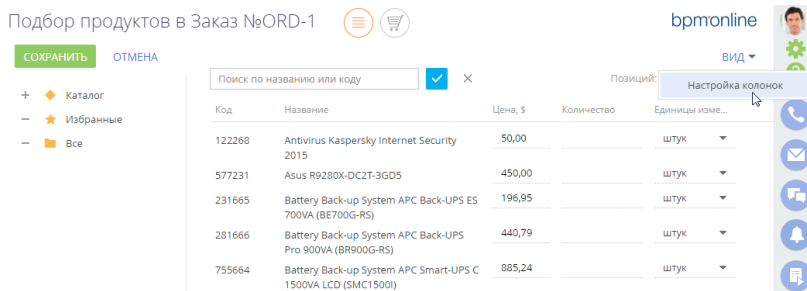 Подбор продуктов в Заказ №ORD-1
bpmonline
СОХРАНИТЬ ОТМЕНА
ВИД
Поиск по названию или коду
Позиций:
Настройка колонок
Каталог
Избранные
Все
Код Название Цена, $ Количество Единицы изме...
122268 Antivirus Kaspersky Internet Security 50,00 штук
2015
577231 Asus R9280X-DC2T-3GD5 450,00 штук
231665 Battery Back-up System APC Back-UPS ES 196,95 штук
700VA (BE700G-RS)
281666 Battery Back-up System APC Back-UPS 440,79 штук
Pro 900VA (BR900G-RS)
755664 Battery Back-up System APC Smart-UPS C 885,24 штук
1500VA LCD (SMC1500I)